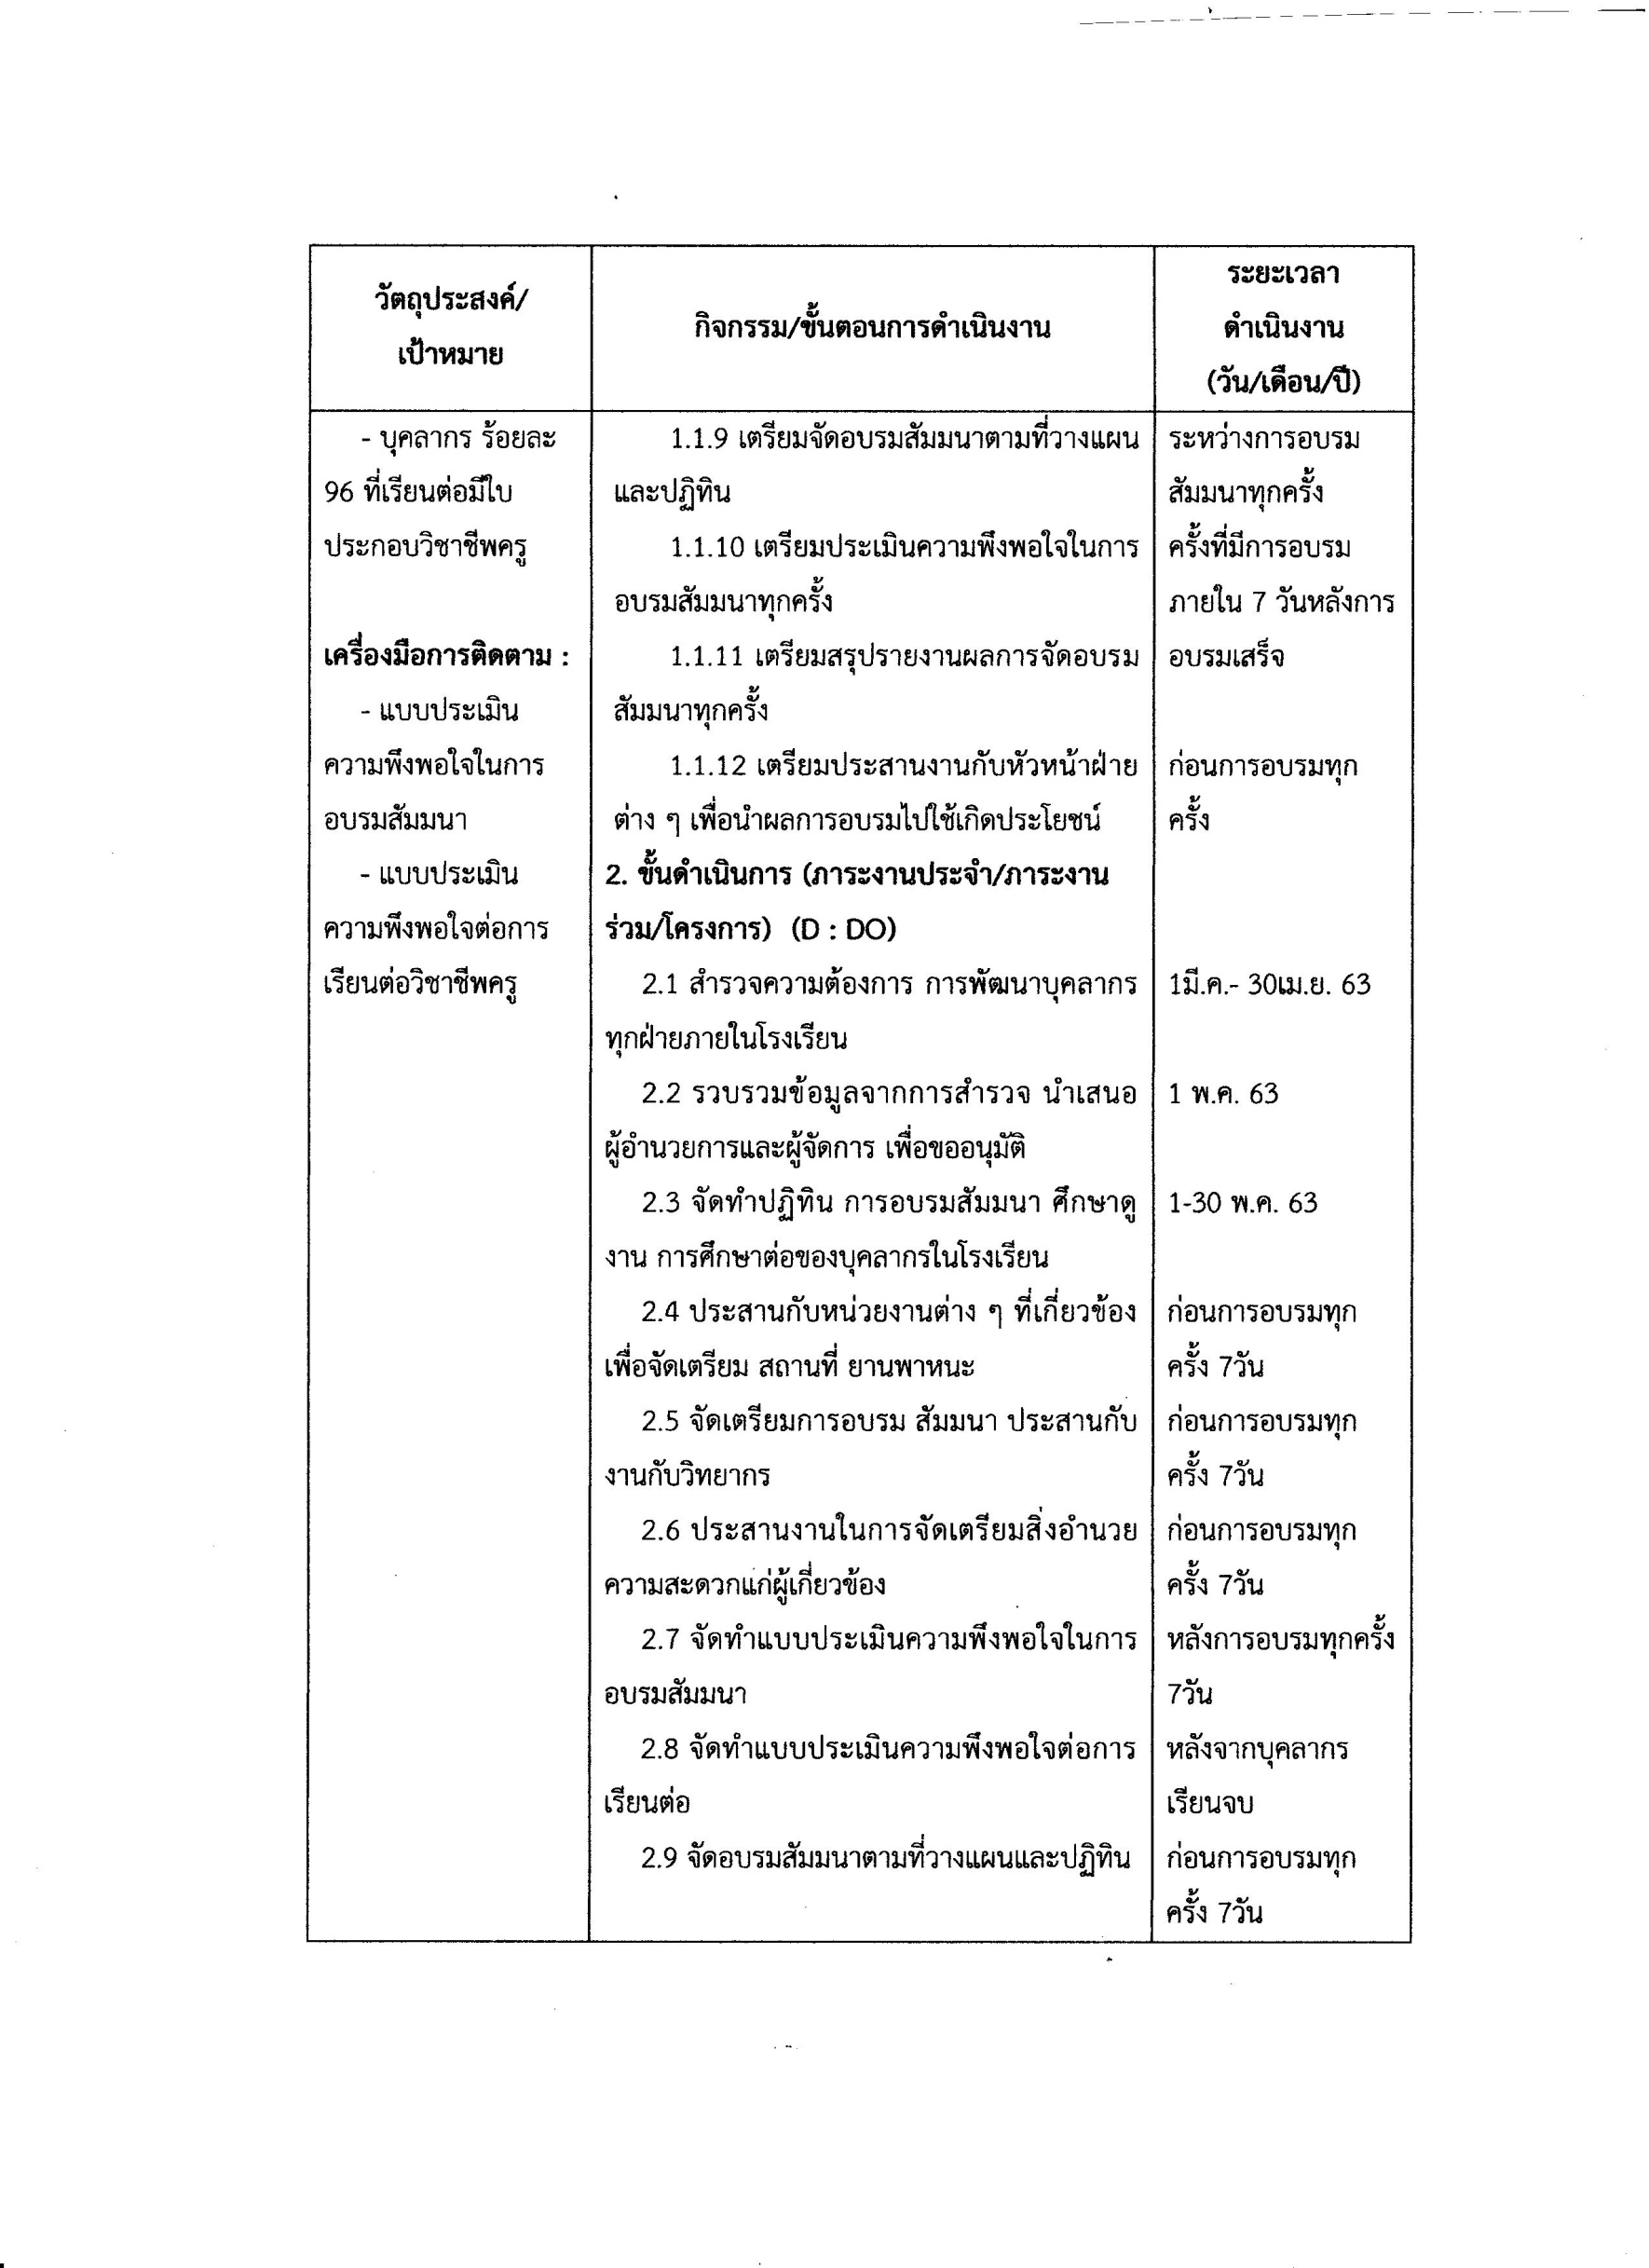 วัตถุประสงค์/
เป้าหมาย
กิจกรรม/ขั้นตอนการดำเนินงาน
ระยะเวลา
ดำเนินงาน
(วัน/เดือน/ปี)
- บุคลากร ร้อยละ
96 ที่เรียนต่อมีใบ
ประกอบวิชาชีพครู
เครื่องมือการติดตาม :
- แบบประเมิน
ความพึงพอใจในการ
อบรมสัมมนา
- แบบประเมิน
ความพึงพอใจต่อการ
เรียนต่อวิชาชีพครู
1.1.9 เตรียมจัดอบรมสัมมนาตามที่วางแผน
และปฏิทิน
1.1.10 เตรียมประเมินความพึงพอใจในการ
อบรมสัมมนาทุกครั้ง
1.1.11 เตรียมสรุปรายงานผลการจัดอบรม
สัมมนาทุกครั้ง
1.1.12 เตรียมประสานงานกับหัวหน้าฝ่าย
ต่าง ๆ เพื่อนำผลการอบรมไปใช้เกิดประโยชน์
2. ขั้นดำเนินการ (ภาระงานประจำ/ภาระงาน
ร่วม/โครงการ) (D : DO)
2.1 สำรวจความต้องการ การพัฒนาบุคลากร
ทุกฝ่ายภายในโรงเรียน
2.2 รวบรวมข้อมูลจากการสำรวจ นำเสนอ
ผู้อำนวยการและผู้จัดการ เพื่อขออนุมัติ
2.3 จัดทำปฏิทิน การอบรมสัมมนา ศึกษาดู
งาน การศึกษาต่อของบุคลากรในโรงเรียน
2.4 ประสานกับหน่วยงานต่าง ๆ ที่เกี่ยวข้อง
เพื่อจัดเตรียม สถานที่ ยานพาหนะ
2.5 จัดเตรียมการอบรม สัมมนา ประสานกับ
งานกับวิทยากร
2.6 ประสานงานในการจัดเตรียมสิ่งอำนวย
ความสะดวกแก่ผู้เกี่ยวข้อง
2.7 จัดทำแบบประเมินความพึงพอใจในการ
อบรมสัมมนา
2.8 จัดทำแบบประเมินความพึงพอใจต่อการ
เรียนต่อ
2.9 จัดอบรมสัมมนาตามที่วางแผนและปฏิทิน
ระหว่างการอบรม
สัมมนาทุกครั้ง
ครั้งที่มีการอบรม
ภายใน 7 วันหลังการ
อบรมเสร็จ
ก่อนการอบรมทุก
ครั้ง
1มี.ค.- 30เม.ย. 63
1 พ.ค. 63
1-30 พ.ค. 63
ก่อนการอบรมทุก
ครั้ง 7วัน
ก่อนการอบรมทุก
ครั้ง 7วัน
ก่อนการอบรมทุก
ครั้ง 7วัน
หลังการอบรมทุกครั้ง
7วัน
หลังจากบุคลากร
เรียนจบ
ก่อนการอบรมทุก
ครั้ง 7วัน